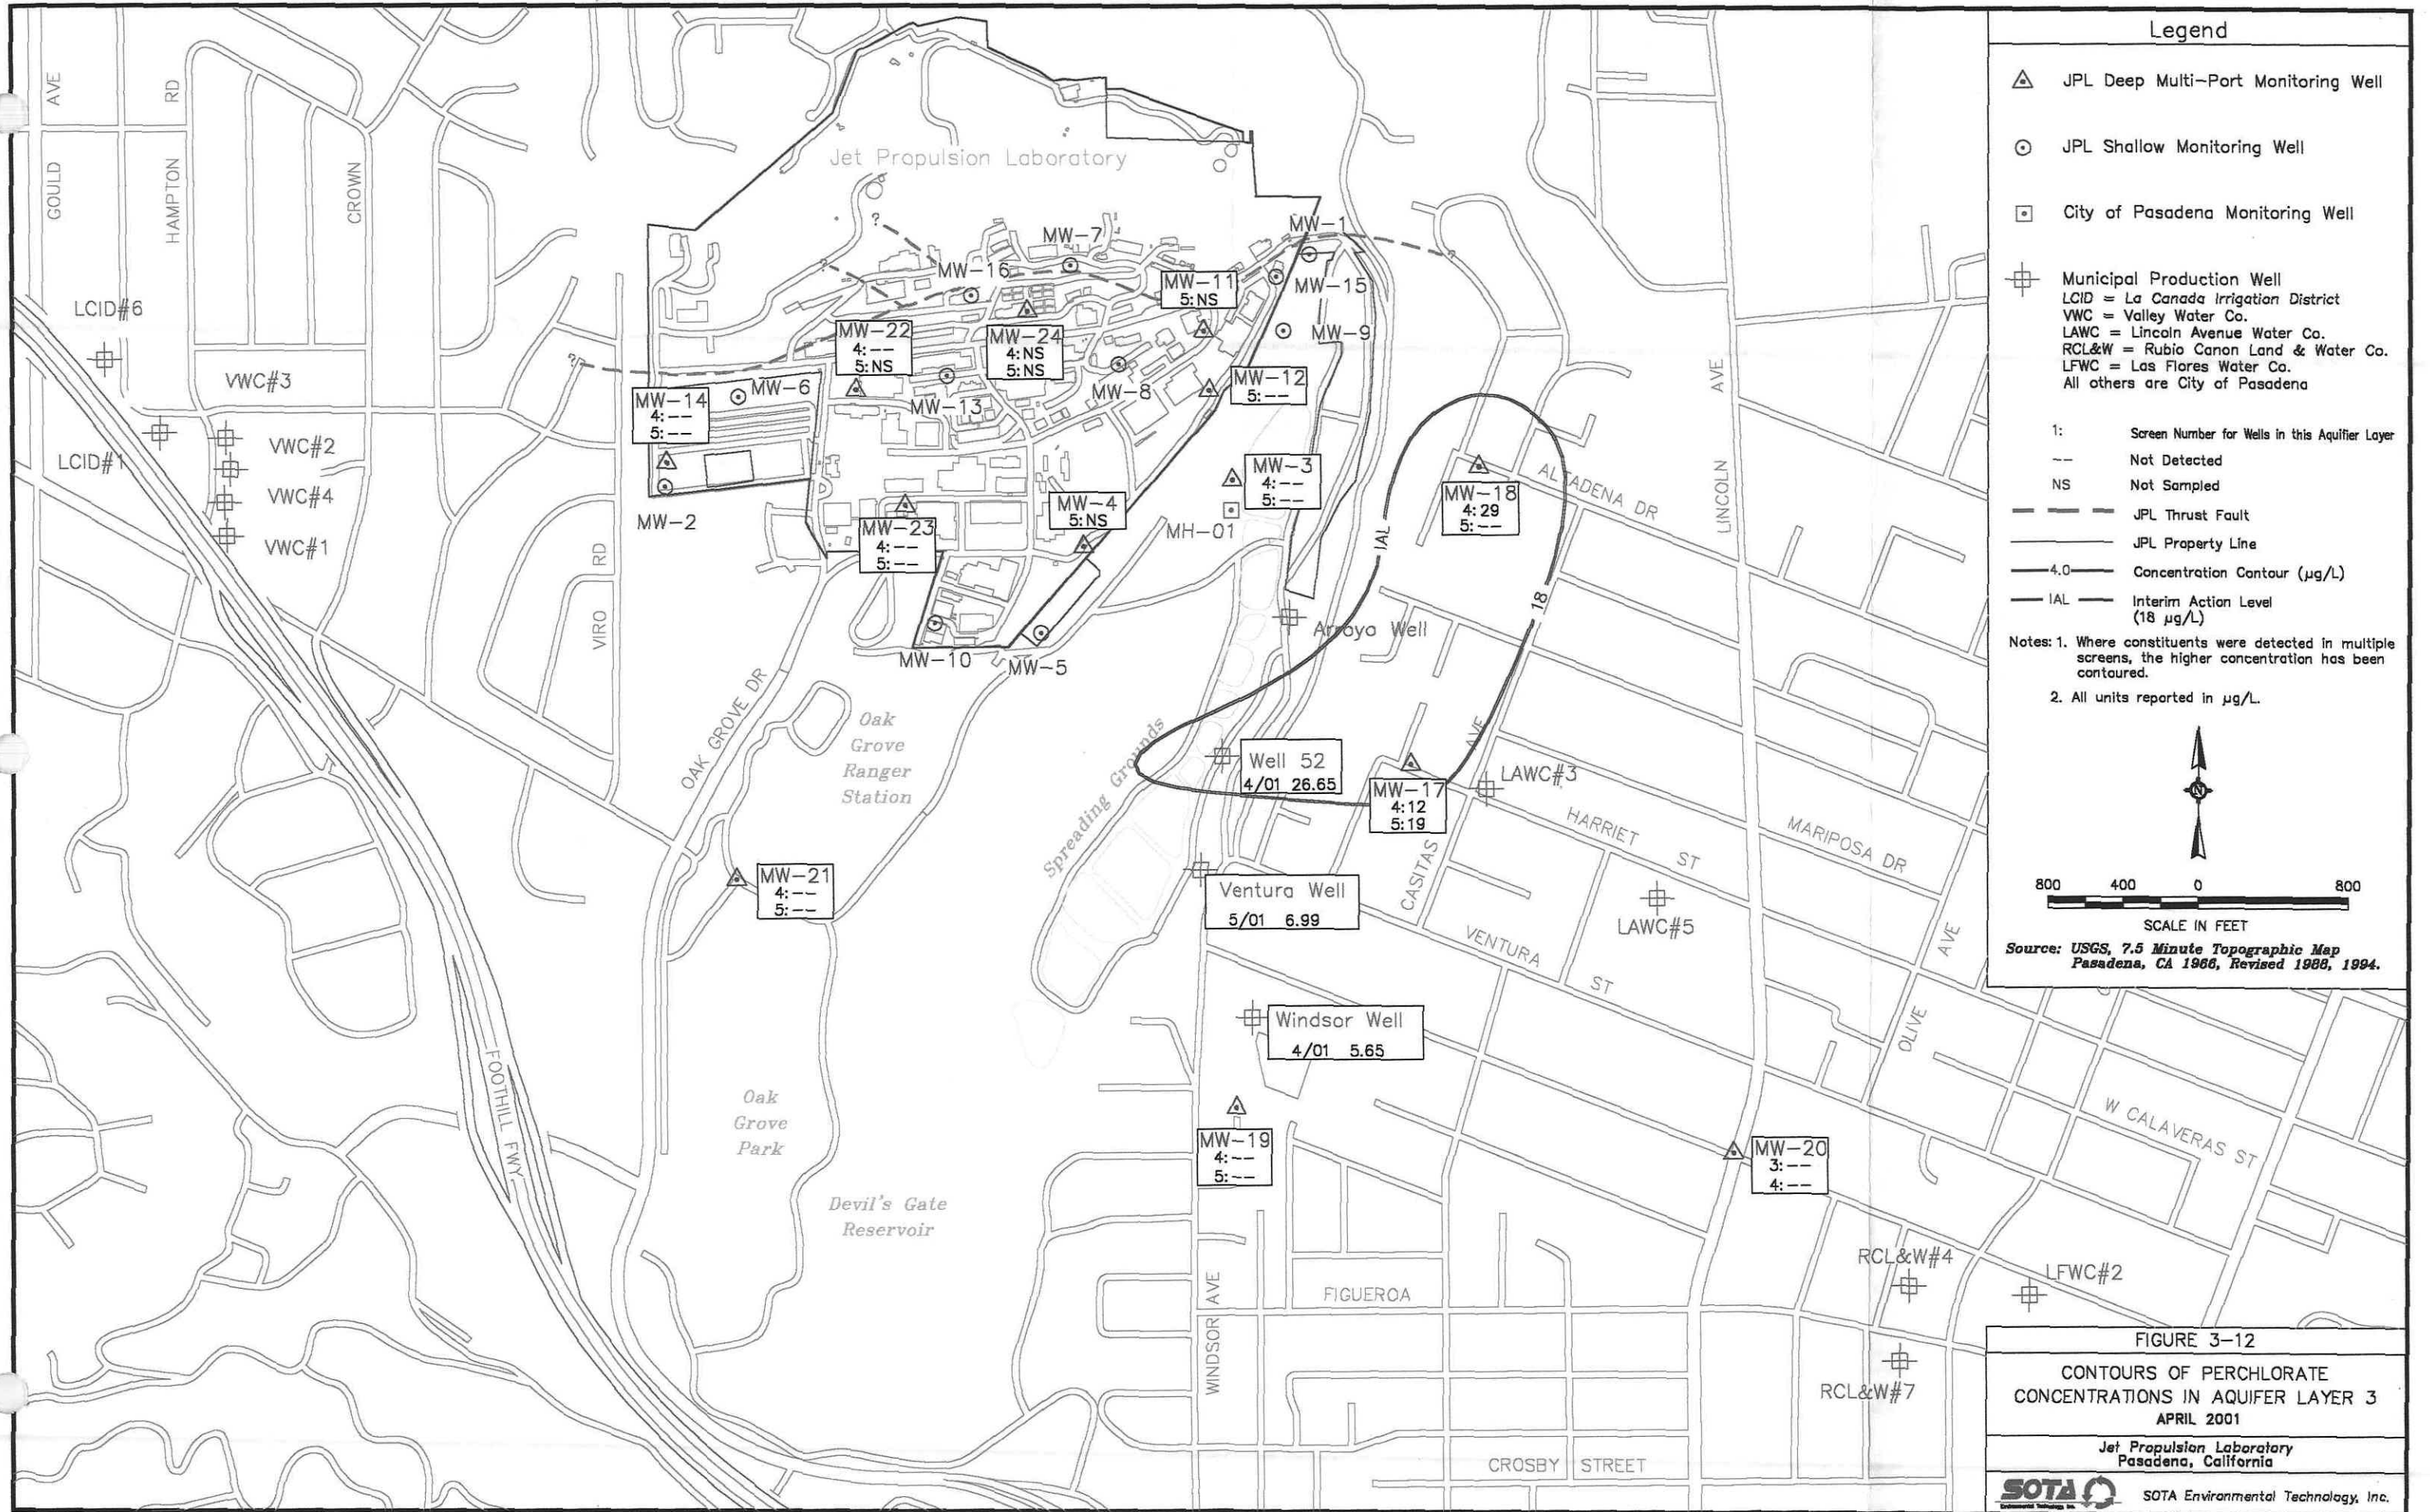 Legend
JPL Deep Multi-Port Monitoring Well
JPL Shallow Monitoring Well
City of Pasadena Monitoring Well
Municipal Production Well
LCID = La Canada Irrigation District
VWC = Valley Water Co.
LAWC = Lincoln Avenue Water Co.
RCL&W = Rubio Canon Land & Water Co.
LFWC = Las Flores Water Co.
All others are City of Pasadena
1: Screen Number for Wells in this Aquifier Layer
-- Not Detected
NS Not Sampled
JPL Thrust Fault
JPL Property Line
4.0 Concentration Contour (µg/L)
IAL Interim Action Level
(18 µg/L)
Notes: 1. Where constituents were detected in multiple
screens, the higher concentration has been
contoured.
2. All units reported in µg/L.
N
800 400 0 800
SCALE IN FEET
Source: USGS, 7.5 Minute Topographic Map
Pasadena, CA 1966, Revised 1988, 1994.
FIGURE 3-12
CONTOURS OF PERCHLORATE
CONCENTRATIONS IN AQUIFER LAYER 3
APRIL 2001
Jet Propulsion Laboratory
Pasadena, California
SOTA
SOTA Environmental Technology, Inc.
GOULD AVE
HAMPTON RD
CROWN
Jet Propulsion Laboratory
?
?
?
?
MW-7
MW-1
MW-16
MW-11
5:NS
MW-15
MW-9
LCID#6
MW-22
4:--
5:NS
MW-24
4:NS
5:NS
VWC#3
MW-6
MW-14
4:--
5:--
MW-13
MW-8
MW-12
5:--
LCID#1
VWC#2
VWC#4
VWC#1
MW-2
MW-3
4:--
5:--
MW-4
5:NS
MH-01
MW-23
4:--
5:--
IAL
MW-18
4:29
5:--
ALTADENA DR
LINCOLN AVE
18
VIRO RD
MW-10
MW-5
Arroyo Well
OAK GROVE DR
Oak
Grove
Ranger
Station
Spreading Grounds
Well 52
4/01 26.65
MW-17
4:12
5:19
LAWC#3
CASITAS AVE
HARRIET ST
MARIPOSA DR
MW-21
4:--
5:--
Ventura Well
5/01 6.99
LAWC#5
VENTURA ST
OLIVE AVE
Windsor Well
4/01 5.65
FOOTHILL FWY
Oak
Grove
Park
MW-19
4:--
5:--
MW-20
3:--
4:--
W CALAVERAS ST
Devil's Gate
Reservoir
RCL&W#4
LFWC#2
WINDSOR AVE
FIGUEROA
RCL&W#7
CROSBY STREET